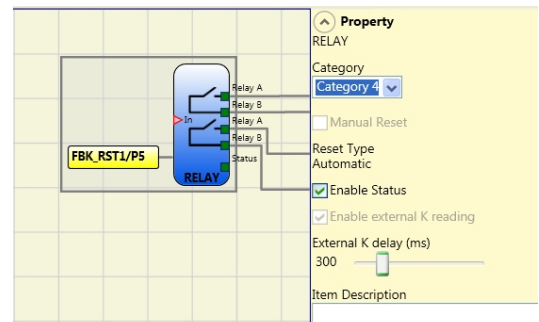 Relay A
Relay B
In
Relay A
Relay B
Status
FBK_RST1/P5
RELAY
Property
RELAY
Category
Category 4
Manual Reset
Reset Type
Automatic
Enable Status
Enable external K reading
External K delay (ms)
300
Item Description